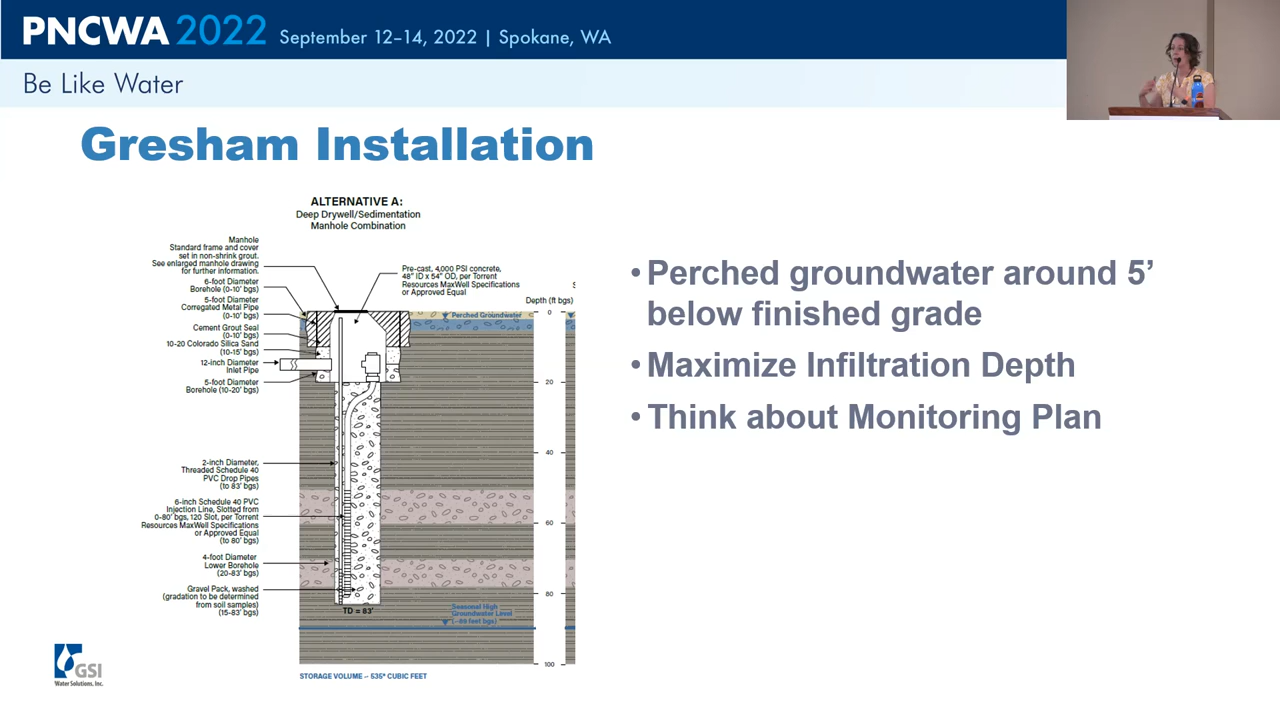 PNCWA 2022 September 12–14, 2022 | Spokane, WA
Be Like Water
Gresham Installation
ALTERNATIVE A:
Deep Drywell/Sedimentation
Manhole Combination
Manhole
Standard frame and cover
set in non-shrink grout.
See enlarged manhole drawing
for further information.
6-foot Diameter
Borehole (0-10' bgs)
5-foot Diameter
Corregated Metal Pipe
(0-10' bgs)
Cement Grout Seal
(0-10' bgs)
10-20 Colorado Silica Sand
(10-15' bgs)
12-inch Diameter
Inlet Pipe
5-foot Diameter
Borehole (10-20' bgs)
2-inch Diameter,
Threaded Schedule 40
PVC Drop Pipes
(to 83' bgs)
6-inch Schedule 40 PVC
Injection Line, Slotted from
0-80' bgs, 120 Slot, per Torrent
Resources MaxWell Specifications
or Approved Equal
(to 80' bgs)
4-foot Diameter
Lower Borehole
(20-83' bgs)
Gravel Pack, washed
(gradation to be determined
from soil samples)
(15-83' bgs)
Pre-cast, 4,000 PSI concrete,
48" ID x 54" OD, per Torrent
Resources MaxWell Specifications
or Approved Equal
Depth (ft bgs)
Perched Groundwater
0
20
40
60
80
100
TD = 83'
Seasonal High
Groundwater Level
STORAGE VOLUME ~ 535* CUBIC FEET
• Perched groundwater around 5’
below finished grade
• Maximize Infiltration Depth
• Think about Monitoring Plan
GSI
Water Solutions, Inc.